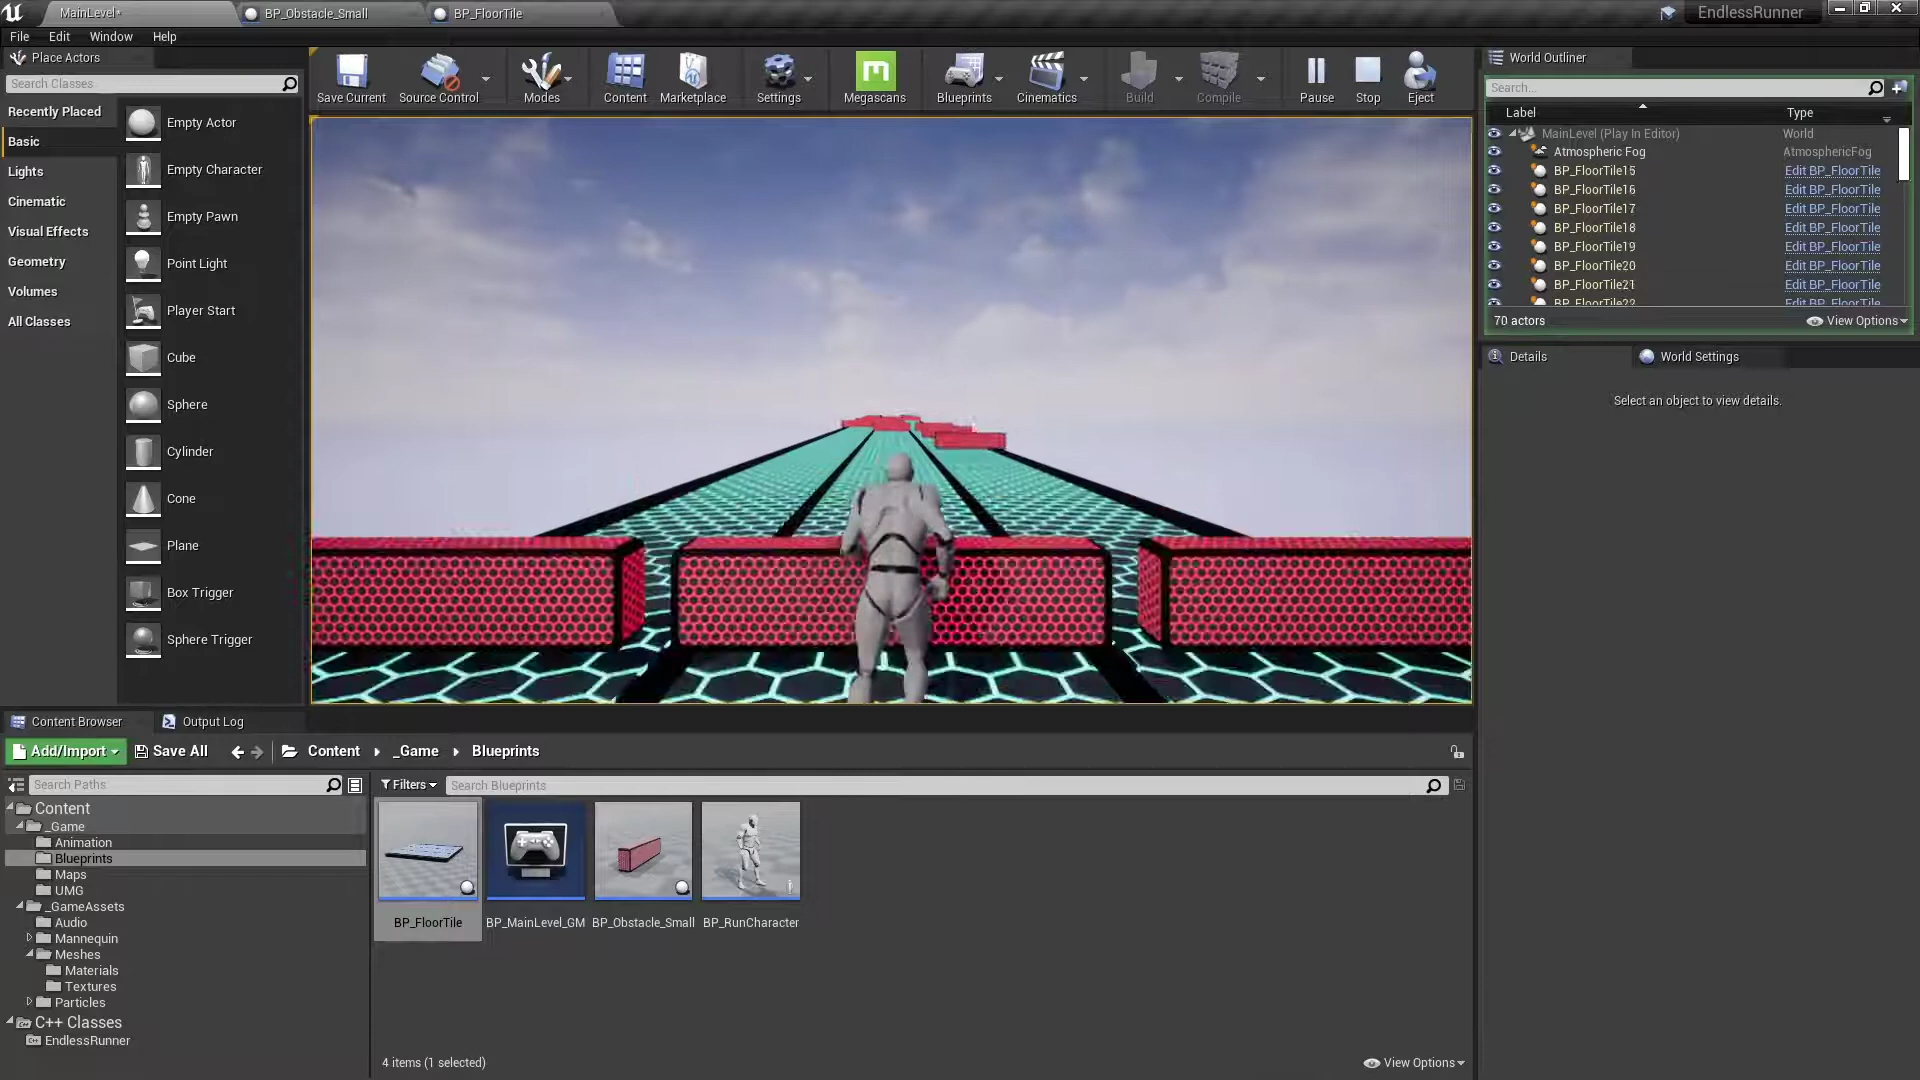 MainLevel*
BP_Obstacle_Small
BP_FloorTile
EndlessRunner
File Edit Window Help
Place Actors
Search Classes
Recently Placed
Basic
Lights
Cinematic
Visual Effects
Geometry
Volumes
All Classes
Empty Actor
Empty Character
Empty Pawn
Point Light
Player Start
Cube
Sphere
Cylinder
Cone
Plane
Box Trigger
Sphere Trigger
Save Current Source Control Modes Content Marketplace Settings Megascans Blueprints Cinematics Build Compile Pause Stop Eject
World Outliner
Search...
Label Type
MainLevel (Play In Editor) World
Atmospheric Fog AtmosphericFog
BP_FloorTile15 Edit BP_FloorTile
BP_FloorTile16 Edit BP_FloorTile
BP_FloorTile17 Edit BP_FloorTile
BP_FloorTile18 Edit BP_FloorTile
BP_FloorTile19 Edit BP_FloorTile
BP_FloorTile20 Edit BP_FloorTile
BP_FloorTile21 Edit BP_FloorTile
BP_FloorTile22 Edit BP_FloorTile
70 actors View Options
Details World Settings
Select an object to view details.
Content Browser Output Log
Add/Import Save All Content _Game Blueprints
Search Paths
Filters Search Blueprints
Content
_Game
Animation
Blueprints
Maps
UMG
_GameAssets
Audio
Mannequin
Meshes
Materials
Textures
Particles
C++ Classes
EndlessRunner
BP_FloorTile BP_MainLevel_GM BP_Obstacle_Small BP_RunCharacter
4 items (1 selected) View Options